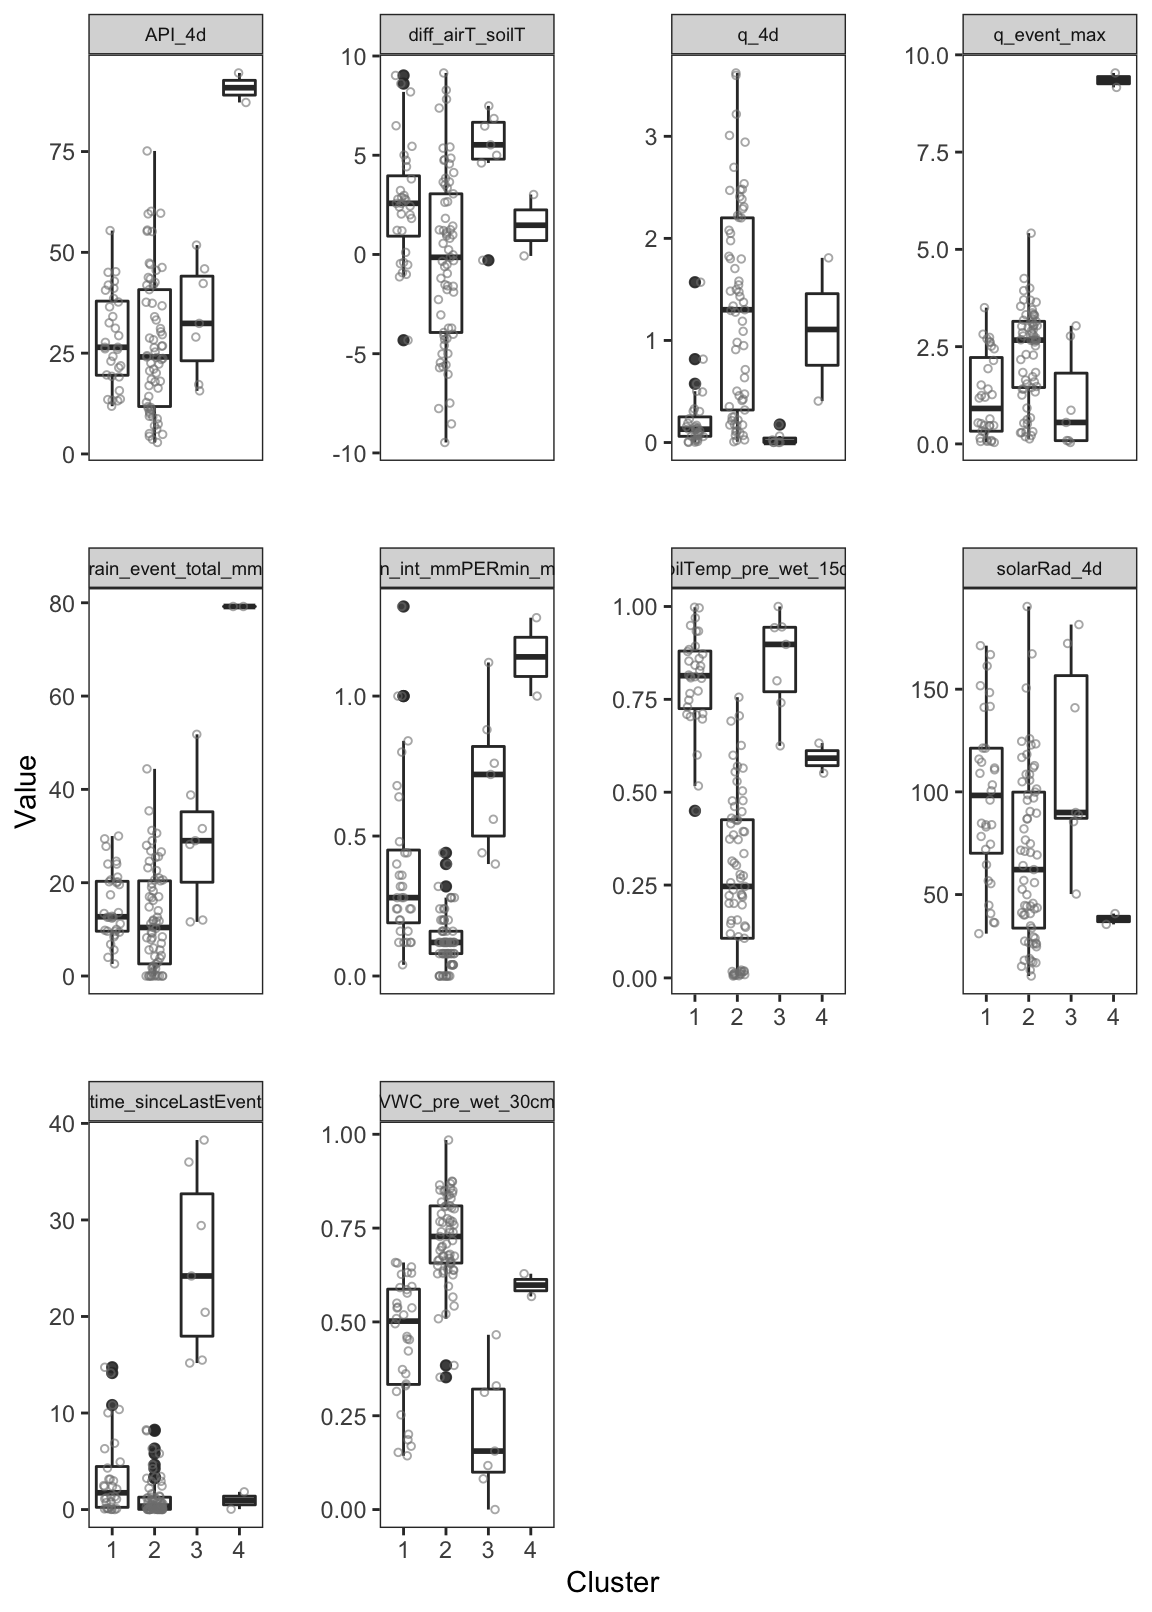 API_4d
diff_airT_soilT
q_4d
q_event_max
75
50
25
0
10
5
0
-5
-10
3
2
1
0
10.0
7.5
5.0
2.5
0.0
rain_event_total_mm
n_int_mmPERmin_m
oilTemp_pre_wet_15c
solarRad_4d
80
60
40
20
0
1.0
0.5
0.0
1.00
0.75
0.50
0.25
0.00
150
100
50
1 2 3 4
1 2 3 4
time_sinceLastEvent
VWC_pre_wet_30cm
40
30
20
10
0
1.00
0.75
0.50
0.25
0.00
1 2 3 4
1 2 3 4
Value
Cluster